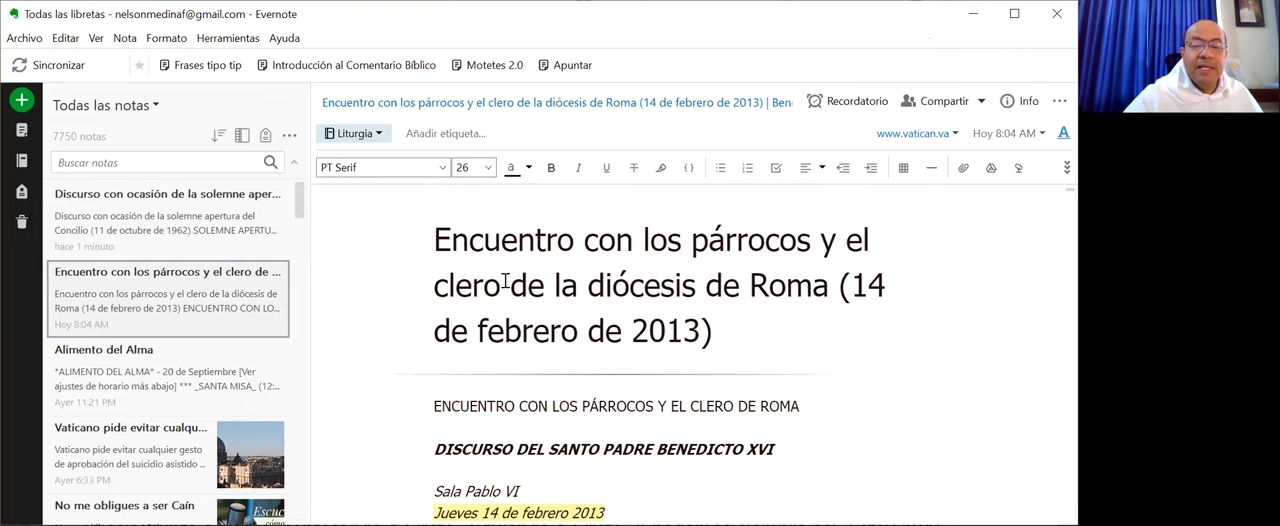 Todas las libretas - nelsonmedinaf@gmail.com - Evernote
Archivo Editar Ver Nota Formato Herramientas Ayuda
Sincronizar Frases tipo tip Introducción al Comentario Bíblico Motetes 2.0 Apuntar
Todas las notas
7750 notas
Buscar notas
Discurso con ocasión de la solemne aper...
Discurso con ocasión de la solemne apertura del
Concilio (11 de octubre de 1962) SOLEMNE APERTU...
hace 1 minuto
Encuentro con los párrocos y el clero de ...
Encuentro con los párrocos y el clero de la diócesis de
Roma (14 de febrero de 2013) ENCUENTRO CON LO...
Hoy 8:04 AM
Alimento del Alma
*ALIMENTO DEL ALMA* - 20 de Septiembre [Ver
ajustes de horario más abajo] *** _SANTA MISA_ (12:...
Ayer 11:21 PM
Vaticano pide evitar cualqu...
Vaticano pide evitar cualquier gesto
de aprobación del suicidio asistido ...
Ayer 6:33 PM
No me obligues a ser Caín
Escuc
cómo
Encuentro con los párrocos y el clero de la diócesis de Roma (14 de febrero de 2013) | Ben
Recordatorio Compartir Info
Liturgia Añadir etiqueta... www.vatican.va Hoy 8:04 AM
PT Serif 26 a B I U T {}
Encuentro con los párrocos y el
clero de la diócesis de Roma (14
de febrero de 2013)
ENCUENTRO CON LOS PÁRROCOS Y EL CLERO DE ROMA
DISCURSO DEL SANTO PADRE BENEDICTO XVI
Sala Pablo VI
Jueves 14 de febrero 2013